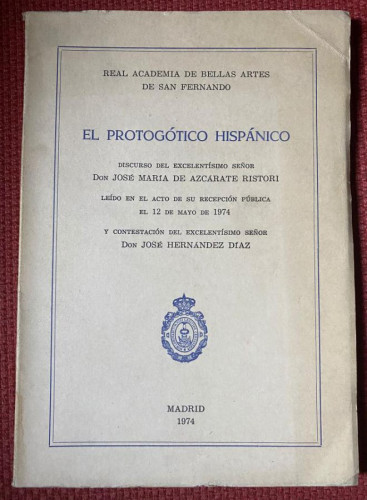 REAL ACADEMIA DE BELLAS ARTES
DE SAN FERNANDO
EL PROTOGÓTICO HISPÁNICO
DISCURSO DEL EXCELENTÍSIMO SEÑOR
DON JOSÉ MARIA DE AZCARATE RISTORI
LEÍDO EN EL ACTO DE SU RECEPCIÓN PÚBLICA
EL 12 DE MAYO DE 1974
Y CONTESTACIÓN DEL EXCELENTÍSIMO SEÑOR
DON JOSÉ HERNÁNDEZ DÍAZ
MADRID
1974